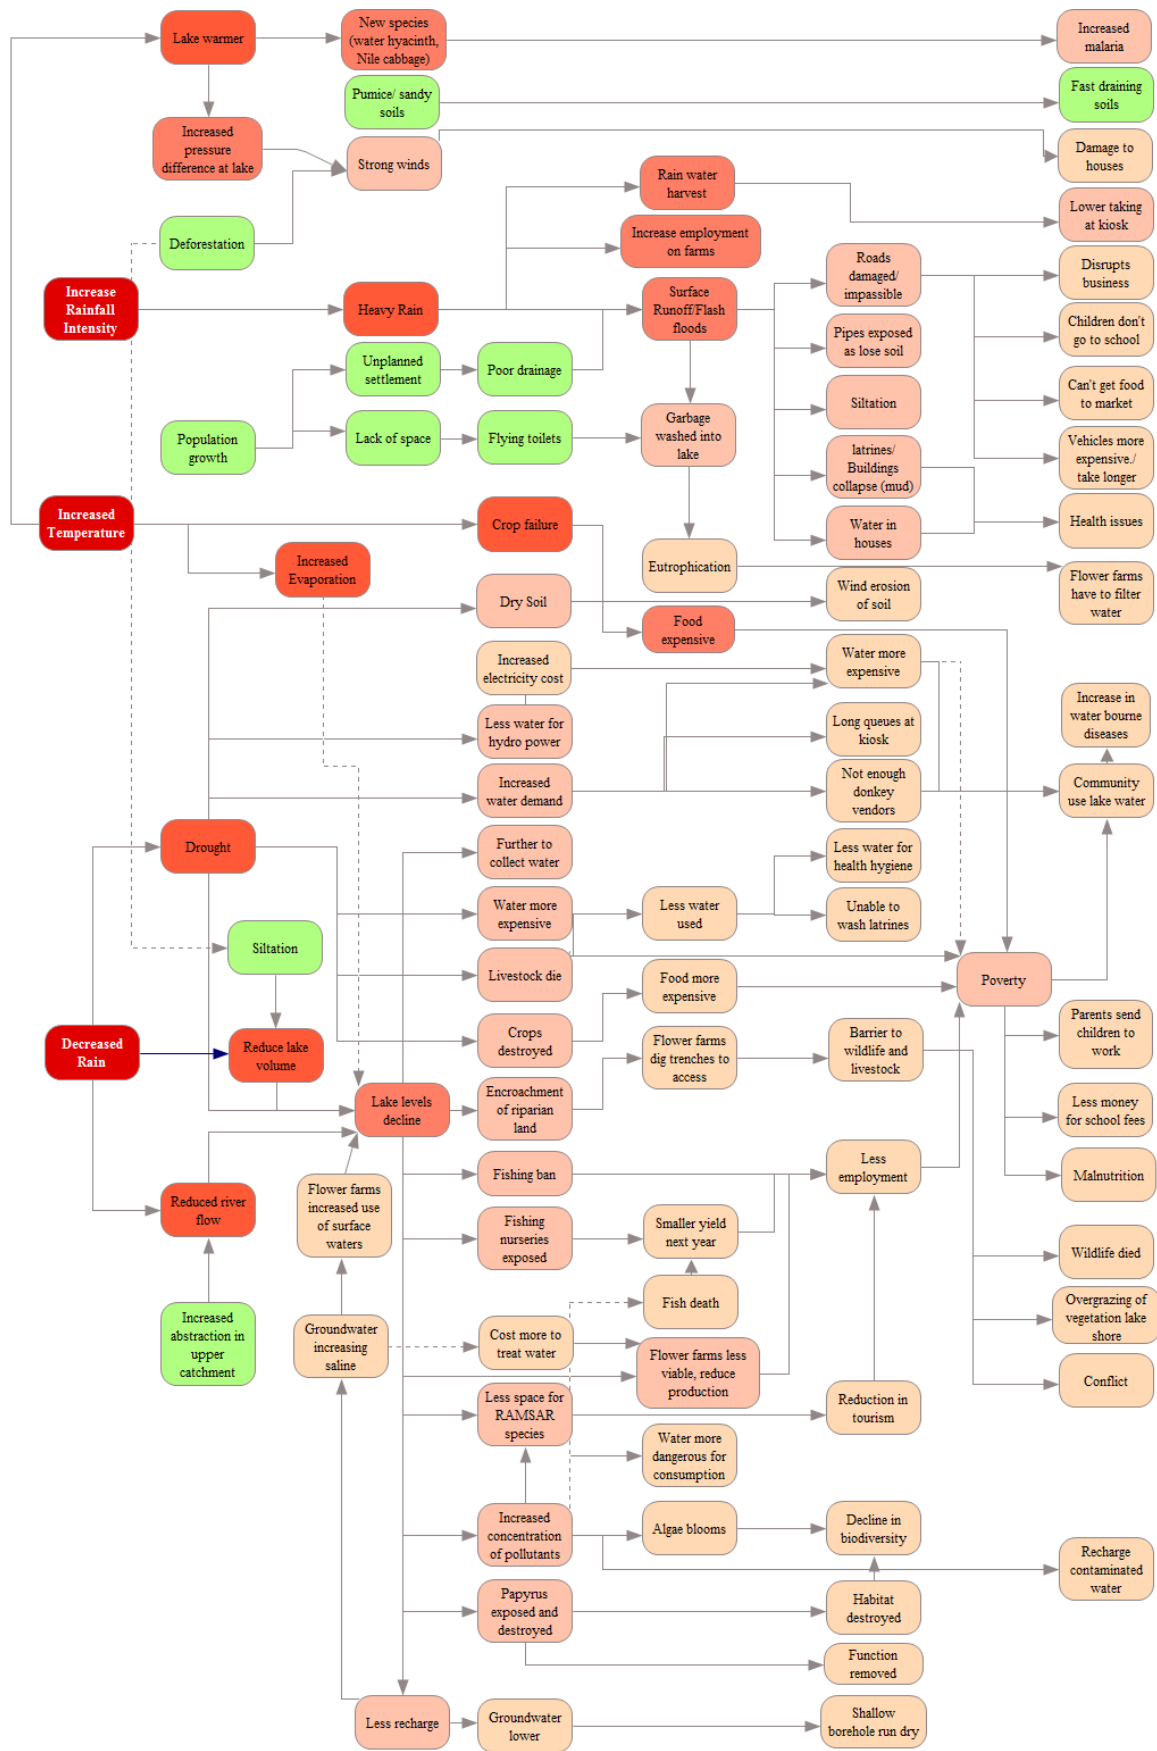 Lake warmer
New species
(water hyacinth,
Nile cabbage)
Increased
malaria
Pumice/ sandy
soils
Fast draining
soils
Increased
pressure
difference at lake
Strong winds
Damage to
houses
Rain water
harvest
Lower taking
at kiosk
Deforestation
Increase employment
on farms
Increase
Rainfall
Intensity
Heavy Rain
Surface
Runoff/Flash
floods
Roads
damaged/
impassible
Disrupts
business
Pipes exposed
as lose soil
Children don't
go to school
Unplanned
settlement
Poor drainage
Siltation
Can't get food
to market
Population
growth
Lack of space
Flying toilets
Garbage
washed into
lake
latrines/
Buildings
collapse (mud)
Vehicles more
expensive./
take longer
Increased
Temperature
Crop failure
Water in
houses
Health issues
Increased
Evaporation
Eutrophication
Flower farms
have to filter
water
Dry Soil
Wind erosion
of soil
Food
expensive
Increased
electricity cost
Water more
expensive
Less water for
hydro power
Long queues at
kiosk
Increase in
water bourne
diseases
Increased
water demand
Not enough
donkey
vendors
Community
use lake water
Drought
Further to
collect water
Less water for
health hygiene
Water more
expensive
Less water
used
Unable to
wash latrines
Siltation
Livestock die
Food more
expensive
Poverty
Decreased
Rain
Reduce lake
volume
Crops
destroyed
Flower farms
dig trenches to
access
Barrier to
wildlife and
livestock
Parents send
children to
work
Lake levels
decline
Encroachment
of riparian
land
Less money
for school fees
Fishing ban
Less
employment
Malnutrition
Reduced river
flow
Flower farms
increased use
of surface
waters
Fishing
nurseries
exposed
Smaller yield
next year
Wildlife died
Increased
abstraction in
upper
catchment
Groundwater
increasing
saline
Fish death
Overgrazing of
vegetation lake
shore
Cost more to
treat water
Flower farms less
viable, reduce
production
Conflict
Less space for
RAMSAR
species
Reduction in
tourism
Water more
dangerous for
consumption
Increased
concentration
of pollutants
Algae blooms
Decline in
biodiversity
Recharge
contaminated
water
Papyrus
exposed and
destroyed
Habitat
destroyed
Function
removed
Less recharge
Groundwater
lower
Shallow
borehole run dry